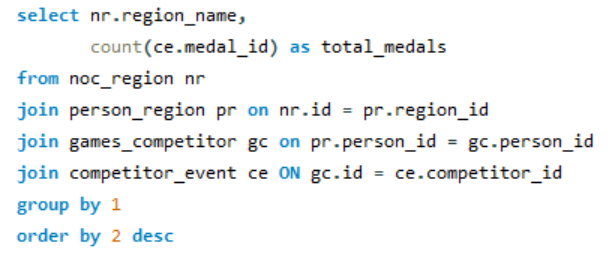 select nr.region_name,
count(ce.medal_id) as total_medals
from noc_region nr
join person_region pr on nr.id = pr.region_id
join games_competitor gc on pr.person_id = gc.person_id
join competitor_event ce ON gc.id = ce.competitor_id
group by 1
order by 2 desc